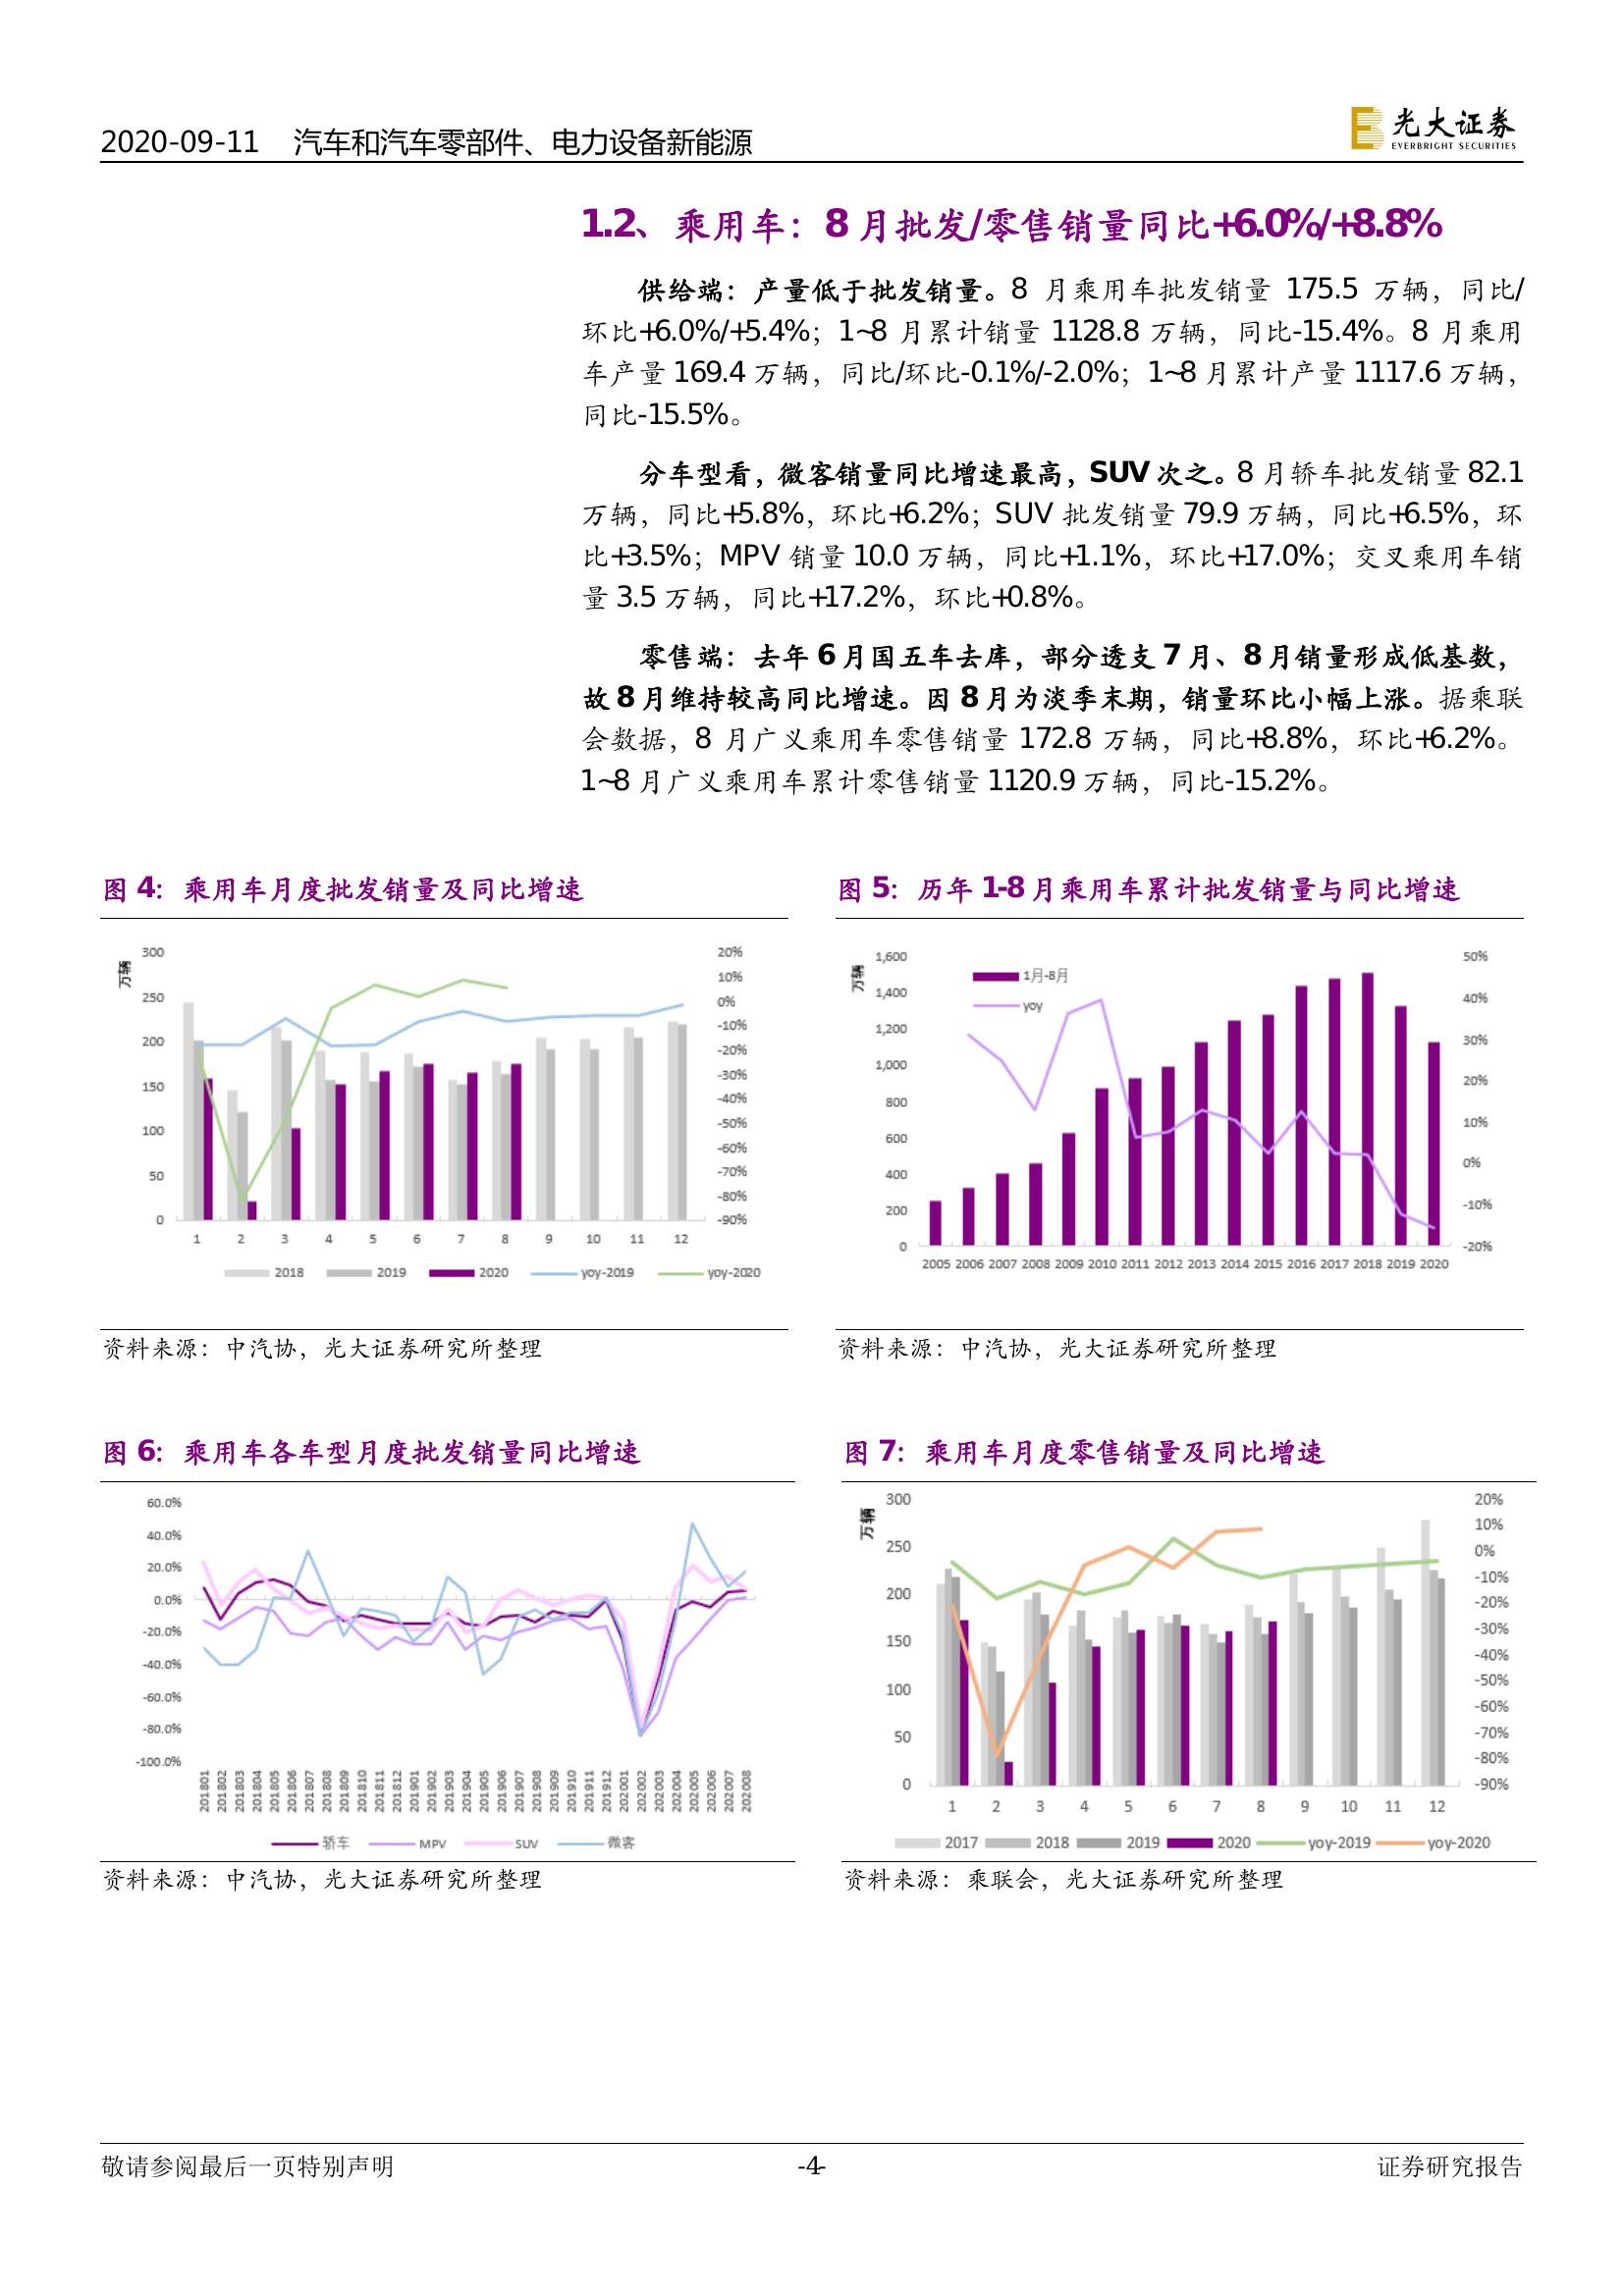 2020-09-11 汽车和汽车零部件、电力设备新能源
光大证券
EVERBRIGHT SECURITIES
1.2、乘用车：8月批发/零售销量同比+6.0%/+8.8%
供给端：产量低于批发销量。8 月乘用车批发销量 175.5 万辆，同比/
环比+6.0%/+5.4%；1~8 月累计销量 1128.8 万辆，同比-15.4%。8 月乘用
车产量 169.4 万辆，同比/环比-0.1%/-2.0%；1~8 月累计产量 1117.6 万辆，
同比-15.5%。
分车型看，微客销量同比增速最高，SUV 次之。8 月轿车批发销量 82.1
万辆，同比+5.8%，环比+6.2%；SUV 批发销量 79.9 万辆，同比+6.5%，环
比+3.5%；MPV 销量 10.0 万辆，同比+1.1%，环比+17.0%；交叉乘用车销
量 3.5 万辆，同比+17.2%，环比+0.8%。
零售端：去年 6 月国五车去库，部分透支 7 月、8 月销量形成低基数，
故 8 月维持较高同比增速。因 8 月为淡季末期，销量环比小幅上涨。据乘联
会数据，8 月广义乘用车零售销量 172.8 万辆，同比+8.8%，环比+6.2%。
1~8 月广义乘用车累计零售销量 1120.9 万辆，同比-15.2%。
图 4：乘用车月度批发销量及同比增速
万辆
300
250
200
150
100
50
0
20%
10%
0%
-10%
-20%
-30%
-40%
-50%
-60%
-70%
-80%
-90%
1 2 3 4 5 6 7 8 9 10 11 12
2018 2019 2020 yoy-2019 yoy-2020
资料来源：中汽协，光大证券研究所整理
图 5：历年 1-8 月乘用车累计批发销量与同比增速
万辆
1,600
1,400
1,200
1,000
800
600
400
200
0
1月-8月
yoy
50%
40%
30%
20%
10%
0%
-10%
-20%
2005 2006 2007 2008 2009 2010 2011 2012 2013 2014 2015 2016 2017 2018 2019 2020
资料来源：中汽协，光大证券研究所整理
图 6：乘用车各车型月度批发销量同比增速
60.0%
40.0%
20.0%
0.0%
-20.0%
-40.0%
-60.0%
-80.0%
-100.0%
201801 201802 201803 201804 201805 201806 201807 201808 201809 201810 201811 201812 201901 201902 201903 201904 201905 201906 201907 201908 201909 201910 201911 201912 202001 202002 202003 202004 202005 202006 202007 202008
轿车 MPV SUV 微客
资料来源：中汽协，光大证券研究所整理
图 7：乘用车月度零售销量及同比增速
万辆
300
250
200
150
100
50
0
20%
10%
0%
-10%
-20%
-30%
-40%
-50%
-60%
-70%
-80%
-90%
1 2 3 4 5 6 7 8 9 10 11 12
2017 2018 2019 2020 yoy-2019 yoy-2020
资料来源：乘联会，光大证券研究所整理
敬请参阅最后一页特别声明 -4- 证券研究报告